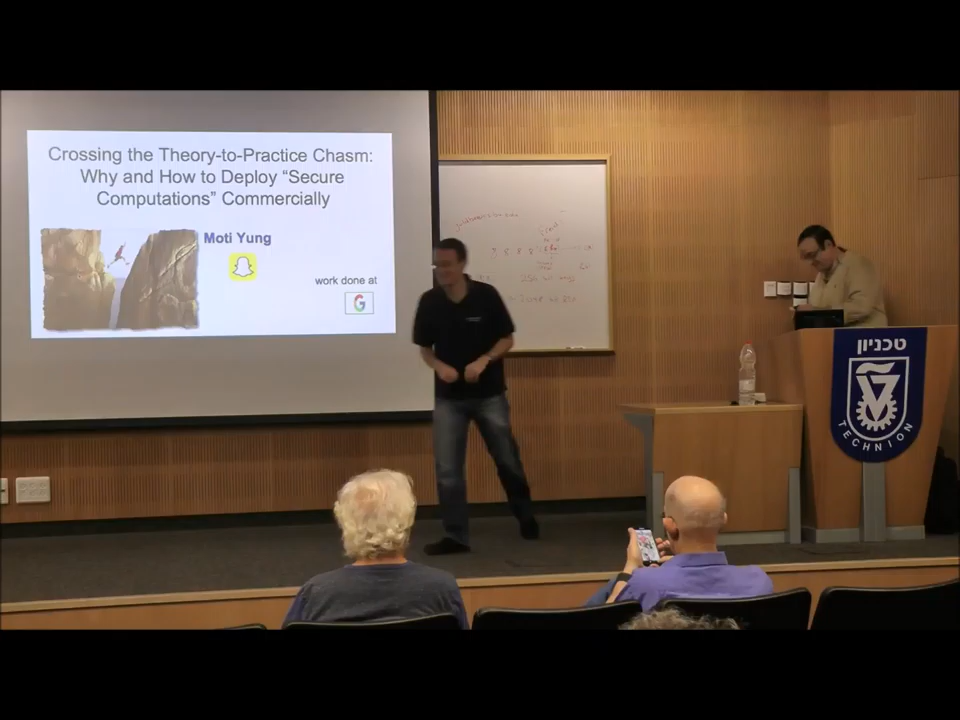 Crossing the Theory-to-Practice Chasm:
Why and How to Deploy “Secure
Computations” Commercially
Moti Yung
work done at
טכניון
TECHNION